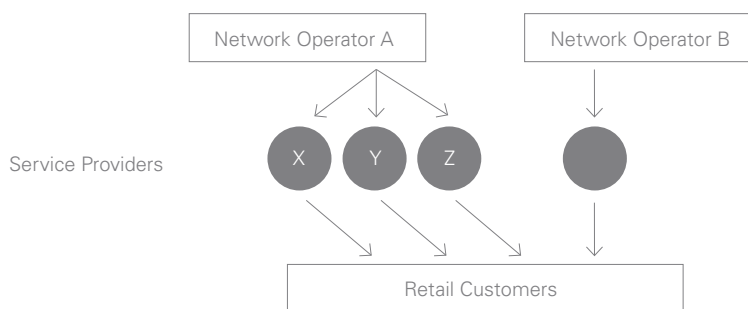 Network Operator A
Network Operator B
Service Providers
X
Y
Z
Retail Customers